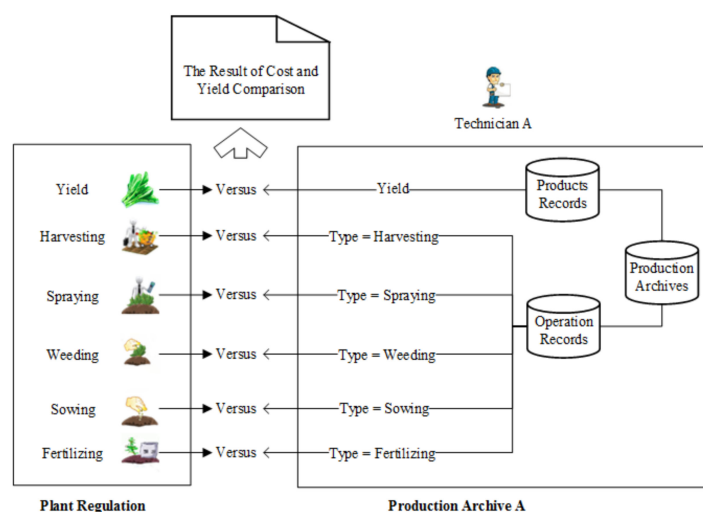 The Result of Cost and
Yield Comparison
Technician A
Yield
Versus
Yield
Products
Records
Harvesting
Versus
Type = Harvesting
Production
Archives
Spraying
Versus
Type = Spraying
Operation
Records
Weeding
Versus
Type = Weeding
Sowing
Versus
Type = Sowing
Fertilizing
Versus
Type = Fertilizing
Plant Regulation
Production Archive A